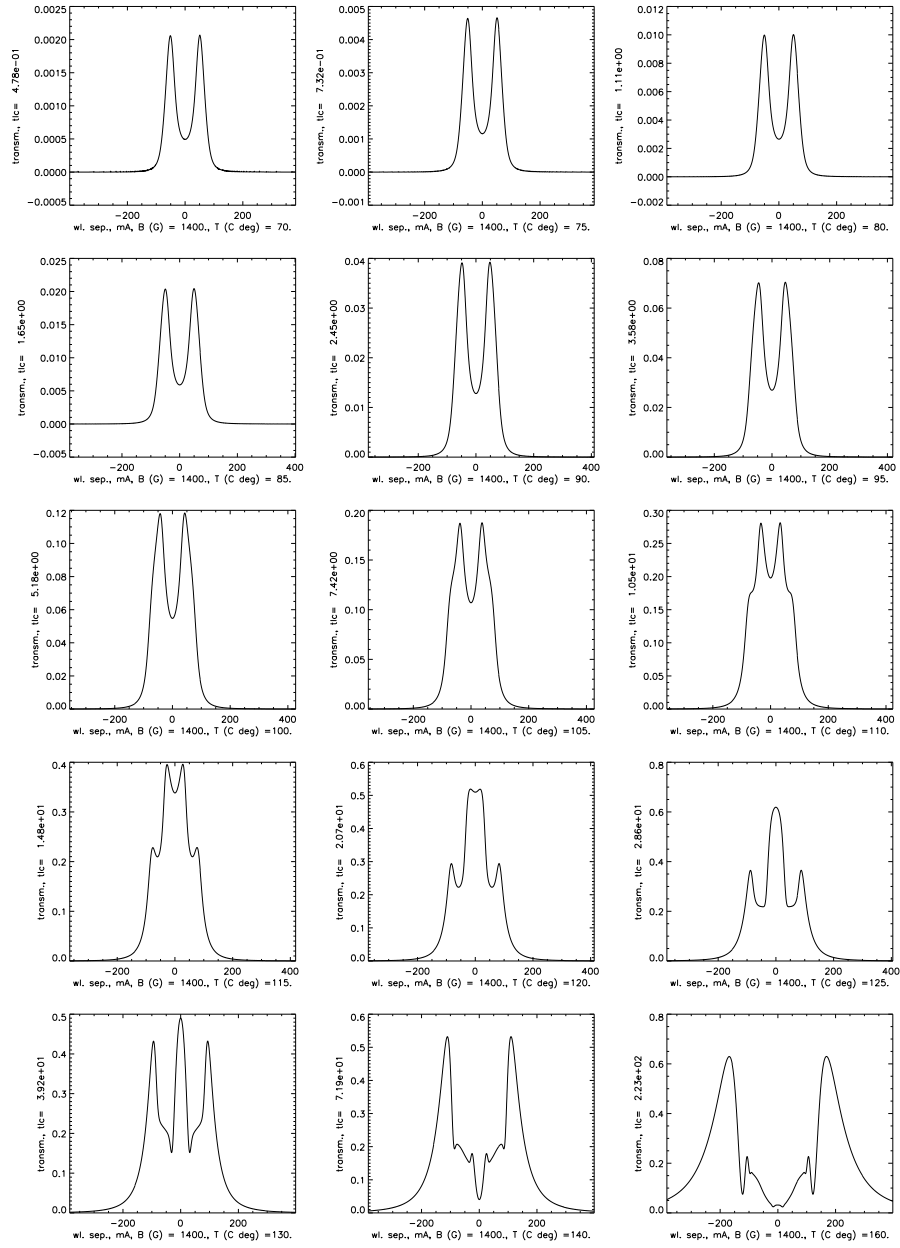 transm., tlc= 4.78e-01
0.0025
0.0020
0.0015
0.0010
0.0005
0.0000
−0.0005
−200 0 200
wl. sep., mA, B (G) = 1400., T (C deg) = 70.
transm., tlc= 7.32e-01
0.005
0.004
0.003
0.002
0.001
0.000
−0.001
−200 0 200
wl. sep., mA, B (G) = 1400., T (C deg) = 75.
transm., tlc= 1.11e+00
0.012
0.010
0.008
0.006
0.004
0.002
0.000
−0.002
−200 0 200
wl. sep., mA, B (G) = 1400., T (C deg) = 80.
transm., tlc= 1.65e+00
0.025
0.020
0.015
0.010
0.005
0.000
−0.005
−200 0 200 400
wl. sep., mA, B (G) = 1400., T (C deg) = 85.
transm., tlc= 2.45e+00
0.04
0.03
0.02
0.01
0.00
−200 0 200 400
wl. sep., mA, B (G) = 1400., T (C deg) = 90.
transm., tlc= 3.58e+00
0.08
0.06
0.04
0.02
0.00
−200 0 200 400
wl. sep., mA, B (G) = 1400., T (C deg) = 95.
transm., tlc= 5.18e+00
0.12
0.10
0.08
0.06
0.04
0.02
0.00
−200 0 200 400
wl. sep., mA, B (G) = 1400., T (C deg) =100.
transm., tlc= 7.42e+00
0.20
0.15
0.10
0.05
0.00
−200 0 200 400
wl. sep., mA, B (G) = 1400., T (C deg) =105.
transm., tlc= 1.05e+01
0.30
0.25
0.20
0.15
0.10
0.05
0.00
−200 0 200 400
wl. sep., mA, B (G) = 1400., T (C deg) =110.
transm., tlc= 1.48e+01
0.4
0.3
0.2
0.1
0.0
−200 0 200 400
wl. sep., mA, B (G) = 1400., T (C deg) =115.
transm., tlc= 2.07e+01
0.6
0.5
0.4
0.3
0.2
0.1
0.0
−200 0 200 400
wl. sep., mA, B (G) = 1400., T (C deg) =120.
transm., tlc= 2.86e+01
0.8
0.6
0.4
0.2
0.0
−200 0 200 400
wl. sep., mA, B (G) = 1400., T (C deg) =125.
transm., tlc= 3.92e+01
0.5
0.4
0.3
0.2
0.1
0.0
−200 0 200
wl. sep., mA, B (G) = 1400., T (C deg) =130.
transm., tlc= 7.19e+01
0.6
0.5
0.4
0.3
0.2
0.1
0.0
−200 0 200
wl. sep., mA, B (G) = 1400., T (C deg) =140.
transm., tlc= 2.23e+02
0.8
0.6
0.4
0.2
0.0
−200 0 200
wl. sep., mA, B (G) = 1400., T (C deg) =160.